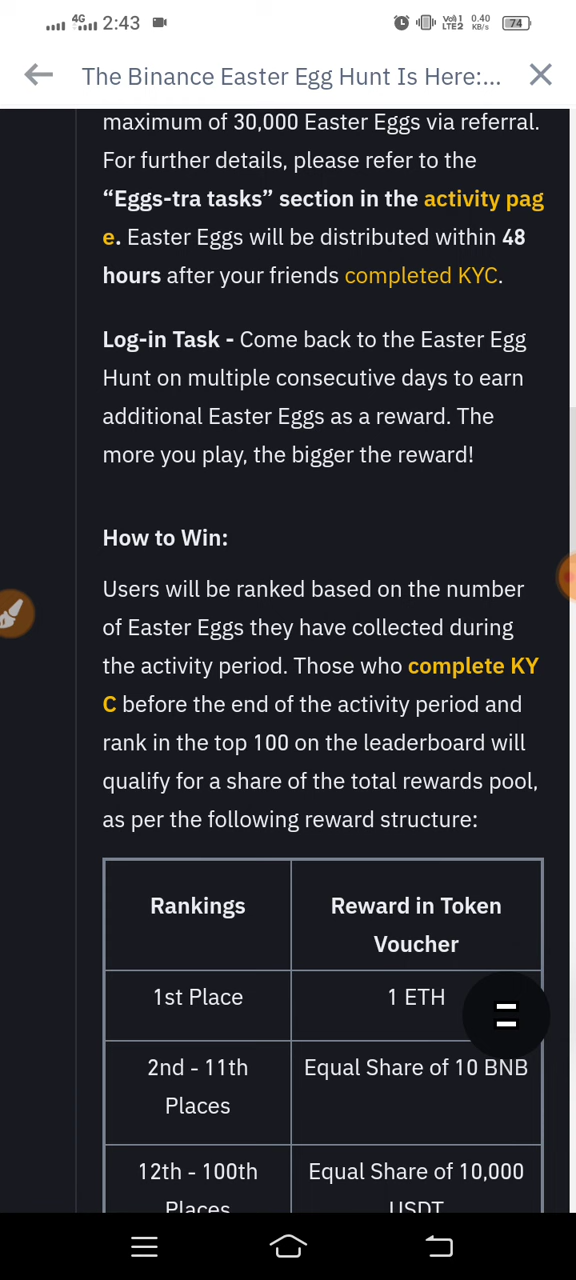 4G 2:43 Vo) 1 LTE2 0.40 KB/s 74
The Binance Easter Egg Hunt Is Here:...
maximum of 30,000 Easter Eggs via referral.
For further details, please refer to the
“Eggs-tra tasks” section in the activity pag
e. Easter Eggs will be distributed within 48
hours after your friends completed KYC.
Log-in Task - Come back to the Easter Egg
Hunt on multiple consecutive days to earn
additional Easter Eggs as a reward. The
more you play, the bigger the reward!
How to Win:
Users will be ranked based on the number
of Easter Eggs they have collected during
the activity period. Those who complete KY
C before the end of the activity period and
rank in the top 100 on the leaderboard will
qualify for a share of the total rewards pool,
as per the following reward structure:
Rankings
Reward in Token
Voucher
1st Place
1 ETH
2nd - 11th
Places
Equal Share of 10 BNB
12th - 100th
Places
Equal Share of 10,000
USDT